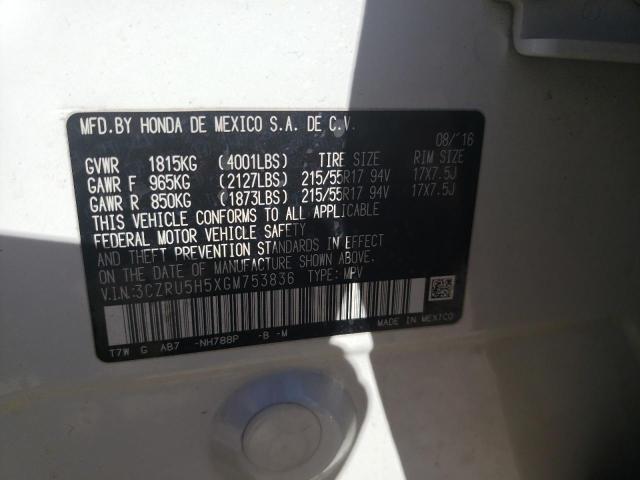 MFD.BY HONDA DE MEXICO S.A. DE C.V.
08/'16
GVWR 1815KG (4001LBS) TIRE SIZE RIM SIZE
GAWR F 965KG (2127LBS) 215/55R17 94V 17X7.5J
GAWR R 850KG (1873LBS) 215/55R17 94V 17X7.5J
THIS VEHICLE CONFORMS TO ALL APPLICABLE
FEDERAL MOTOR VEHICLE SAFETY
AND THEFT PREVENTION STANDARDS IN EFFECT
ON THE DATE OF MANUFACTURE SHOWN ABOVE.
V.I.N:3CZRU5H5XGM753836 TYPE: MPV
T7W G AB7 -NH788P -B -M
MADE IN MEXICO